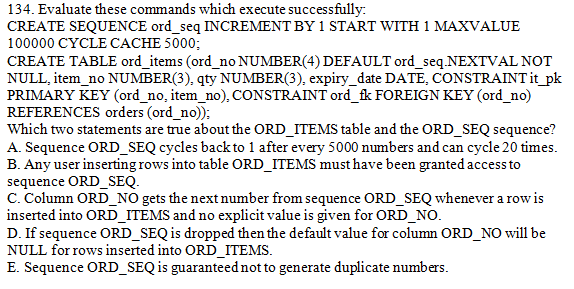 134. Evaluate these commands which execute successfully:
CREATE SEQUENCE ord_seq INCREMENT BY 1 START WITH 1 MAXVALUE
100000 CYCLE CACHE 5000;
CREATE TABLE ord_items (ord_no NUMBER(4) DEFAULT ord_seq.NEXTVAL NOT
NULL, item_no NUMBER(3), qty NUMBER(3), expiry_date DATE, CONSTRAINT it_pk
PRIMARY KEY (ord_no, item_no), CONSTRAINT ord_fk FOREIGN KEY (ord_no)
REFERENCES orders (ord_no));
Which two statements are true about the ORD_ITEMS table and the ORD_SEQ sequence?
A. Sequence ORD_SEQ cycles back to 1 after every 5000 numbers and can cycle 20 times.
B. Any user inserting rows into table ORD_ITEMS must have been granted access to
sequence ORD_SEQ.
C. Column ORD_NO gets the next number from sequence ORD_SEQ whenever a row is
inserted into ORD_ITEMS and no explicit value is given for ORD_NO.
D. If sequence ORD_SEQ is dropped then the default value for column ORD_NO will be
NULL for rows inserted into ORD_ITEMS.
E. Sequence ORD_SEQ is guaranteed not to generate duplicate numbers.